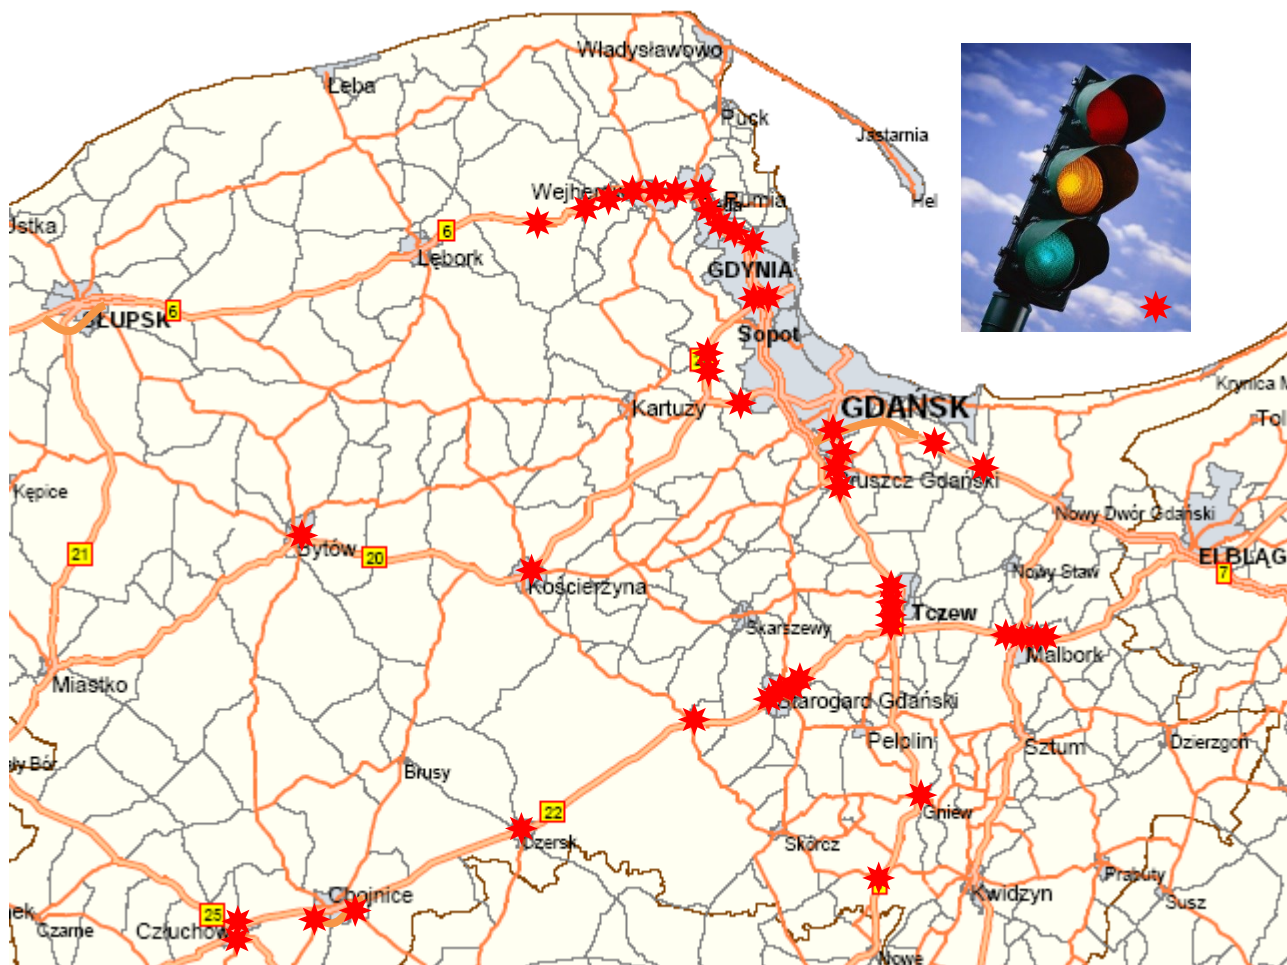 Władysławowo
Łeba
Puck
Jastarnia
Hel
Rumia
Ustka
6
Lębork
GDYNIA
6
SŁUPSK
Sopot
Krynica M
Kartuzy
GDAŃSK
Tol
Kępice
Pruszcz Gdański
Nowy Dwór Gdański
Bytów
20
21
ELBLĄG
7
Kościerzyna
Nowy Staw
Tczew
Skarszewy
Malbork
Miastko
Starogard Gdański
Pelplin
Sztum
Dzierzgoń
ały Bór
Brusy
22
Gniew
Czersk
Skórcz
Prabuty
Kwidzyn
Susz
Chojnice
25
Człuchów
Czarne
Nowe